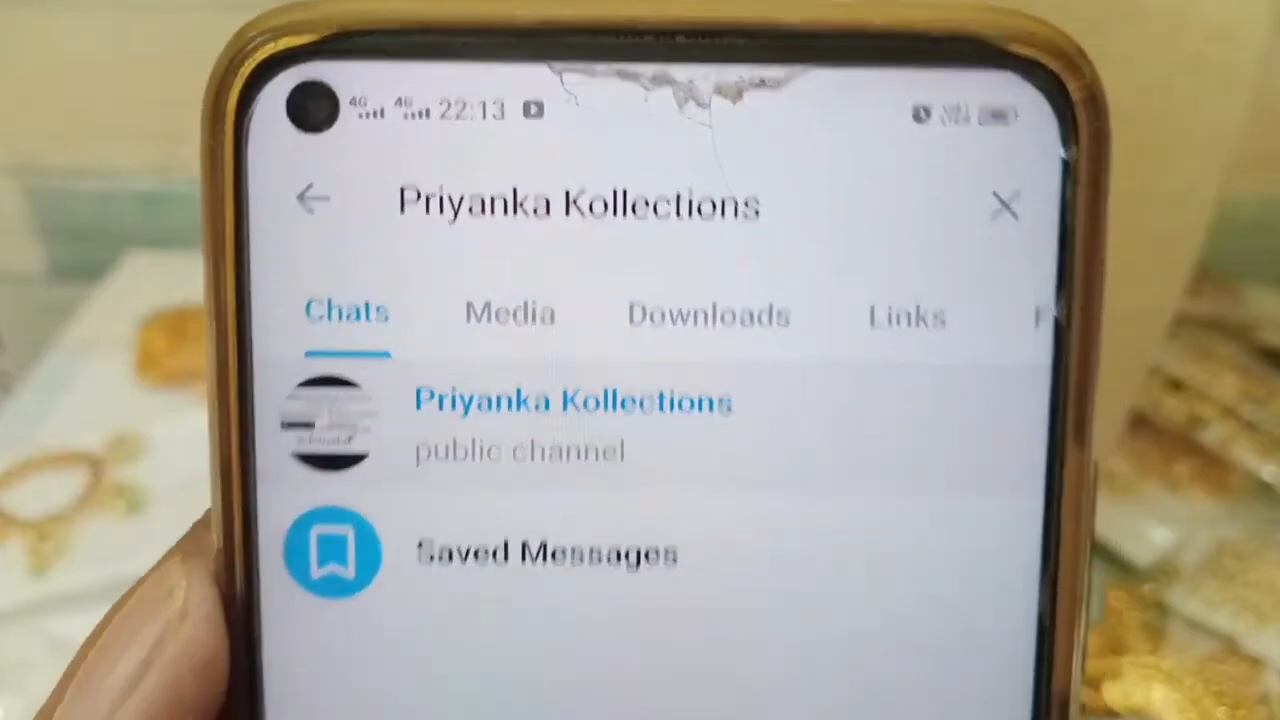 4G 4G 22:13
Priyanka Kollections
Chats Media Downloads Links F
Priyanka Kollections
public channel
Saved Messages